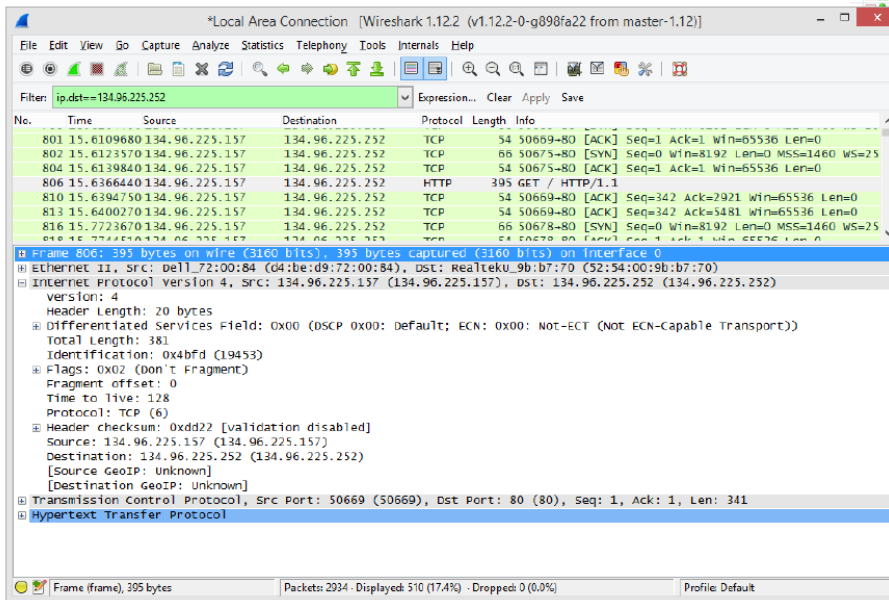 *Local Area Connection [Wireshark 1.12.2 (v1.12.2-0-g898fa22 from master-1.12)]
File Edit View Go Capture Analyze Statistics Telephony Tools Internals Help
Filter: ip.dst==134.96.225.252 Expression... Clear Apply Save
No. Time Source Destination Protocol Length Info
801 15.6109680 134.96.225.157 134.96.225.252 TCP 54 50669→80 [ACK] Seq=1 Ack=1 Win=65536 Len=0
802 15.6123570 134.96.225.157 134.96.225.252 TCP 66 50675→80 [SYN] Seq=0 Win=8192 Len=0 MSS=1460 WS=25
804 15.6139840 134.96.225.157 134.96.225.252 TCP 54 50675→80 [ACK] Seq=1 Ack=1 Win=65536 Len=0
806 15.6366440 134.96.225.157 134.96.225.252 HTTP 395 GET / HTTP/1.1
810 15.6394750 134.96.225.157 134.96.225.252 TCP 54 50669→80 [ACK] Seq=342 Ack=2921 Win=65536 Len=0
813 15.6400270 134.96.225.157 134.96.225.252 TCP 54 50669→80 [ACK] Seq=342 Ack=5481 Win=65536 Len=0
816 15.7723670 134.96.225.157 134.96.225.252 TCP 66 50678→80 [SYN] Seq=0 Win=8192 Len=0 MSS=1460 WS=25
Frame 806: 395 bytes on wire (3160 bits), 395 bytes captured (3160 bits) on interface 0
Ethernet II, Src: Dell_72:00:84 (d4:be:d9:72:00:84), Dst: RealtekU_9b:b7:70 (52:54:00:9b:b7:70)
Internet Protocol Version 4, Src: 134.96.225.157 (134.96.225.157), Dst: 134.96.225.252 (134.96.225.252)
Version: 4
Header Length: 20 bytes
Differentiated Services Field: 0x00 (DSCP 0x00: Default; ECN: 0x00: Not-ECT (Not ECN-Capable Transport))
Total Length: 381
Identification: 0x4bfd (19453)
Flags: 0x02 (Don't Fragment)
Fragment offset: 0
Time to live: 128
Protocol: TCP (6)
Header checksum: 0xdd22 [validation disabled]
Source: 134.96.225.157 (134.96.225.157)
Destination: 134.96.225.252 (134.96.225.252)
[Source GeoIP: Unknown]
[Destination GeoIP: Unknown]
Transmission Control Protocol, Src Port: 50669 (50669), Dst Port: 80 (80), Seq: 1, Ack: 1, Len: 341
Hypertext Transfer Protocol
Frame (frame), 395 bytes Packets: 2934 · Displayed: 510 (17.4%) · Dropped: 0 (0.0%) Profile: Default